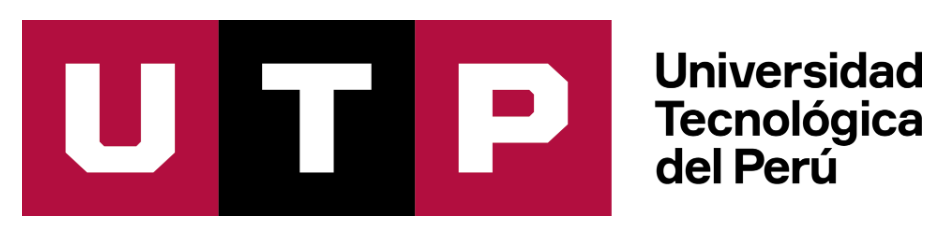 UTP
Universidad
Tecnológica
del Perú